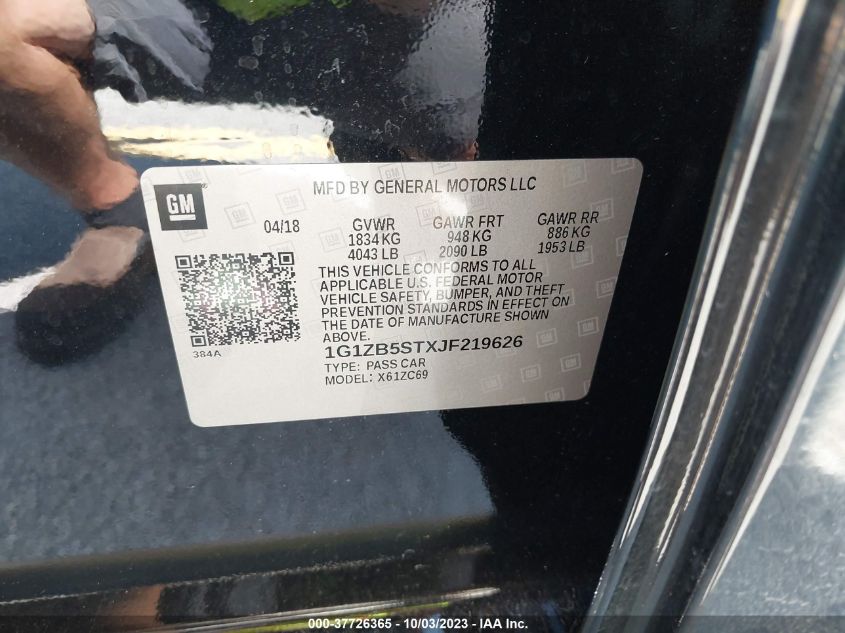 GM
MFD BY GENERAL MOTORS LLC
04/18 GVWR GAWR FRT GAWR RR
1834 KG 948 KG 886 KG
4043 LB 2090 LB 1953 LB
THIS VEHICLE CONFORMS TO ALL
APPLICABLE U.S. FEDERAL MOTOR
VEHICLE SAFETY, BUMPER, AND THEFT
PREVENTION STANDARDS IN EFFECT ON
THE DATE OF MANUFACTURE SHOWN
ABOVE.
384A
1G1ZB5STXJF219626
TYPE: PASS CAR
MODEL: X61ZC69
000-37726365 - 10/03/2023 - IAA Inc.